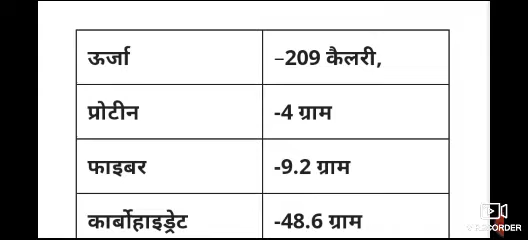 ऊर्जा –209 कैलरी,
प्रोटीन -4 ग्राम
फाइबर -9.2 ग्राम
कार्बोहाइड्रेट -48.6 ग्राम